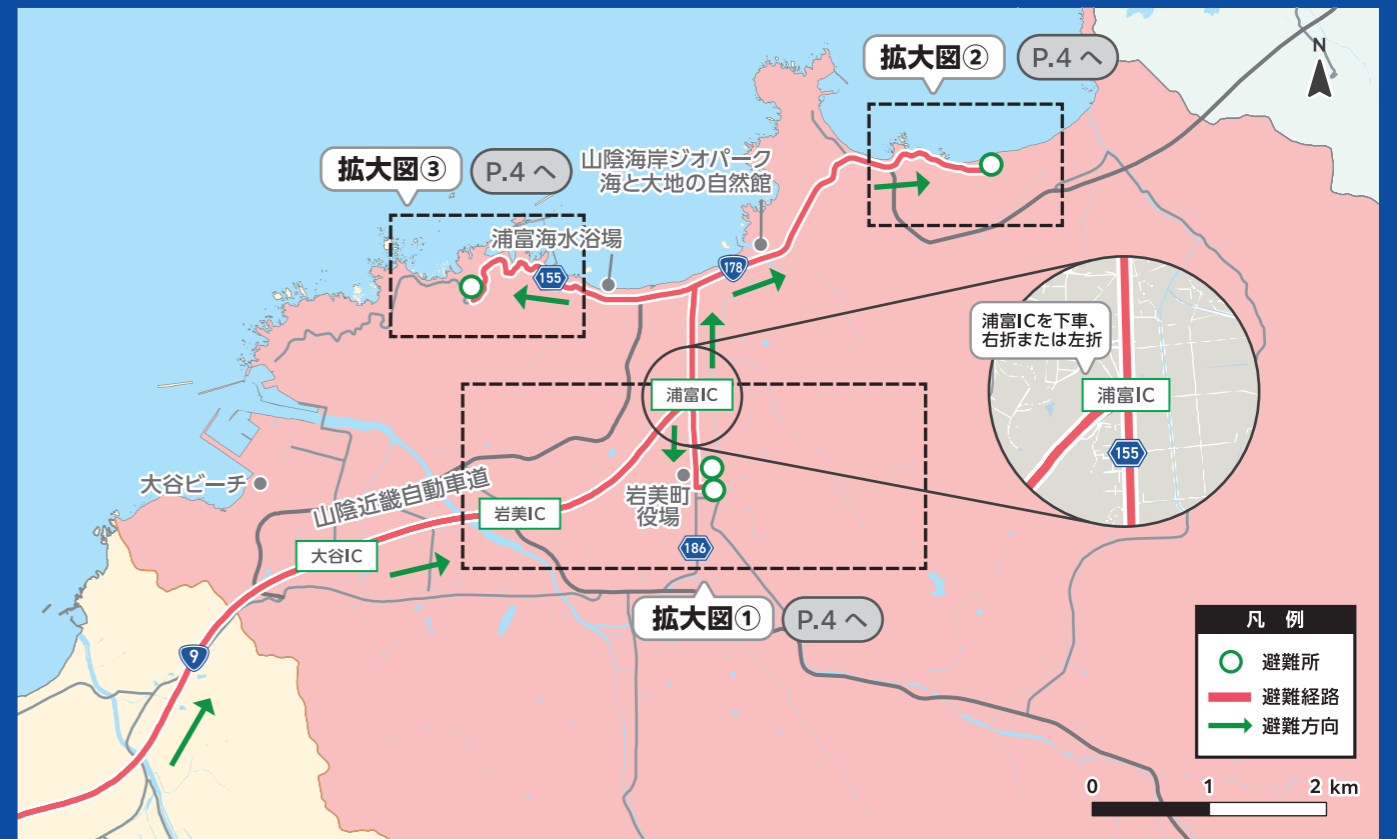 拡大図②
P.4 へ
N
拡大図③
P.4 へ
山陰海岸ジオパーク
海と大地の自然館
浦富海水浴場
155
178
浦富ICを下車、
右折または左折
浦富IC
155
浦富IC
大谷ビーチ
山陰近畿自動車道
岩美IC
岩美町
役場
大谷IC
186
拡大図①
P.4 へ
9
凡 例
避難所
避難経路
避難方向
0 1 2 km